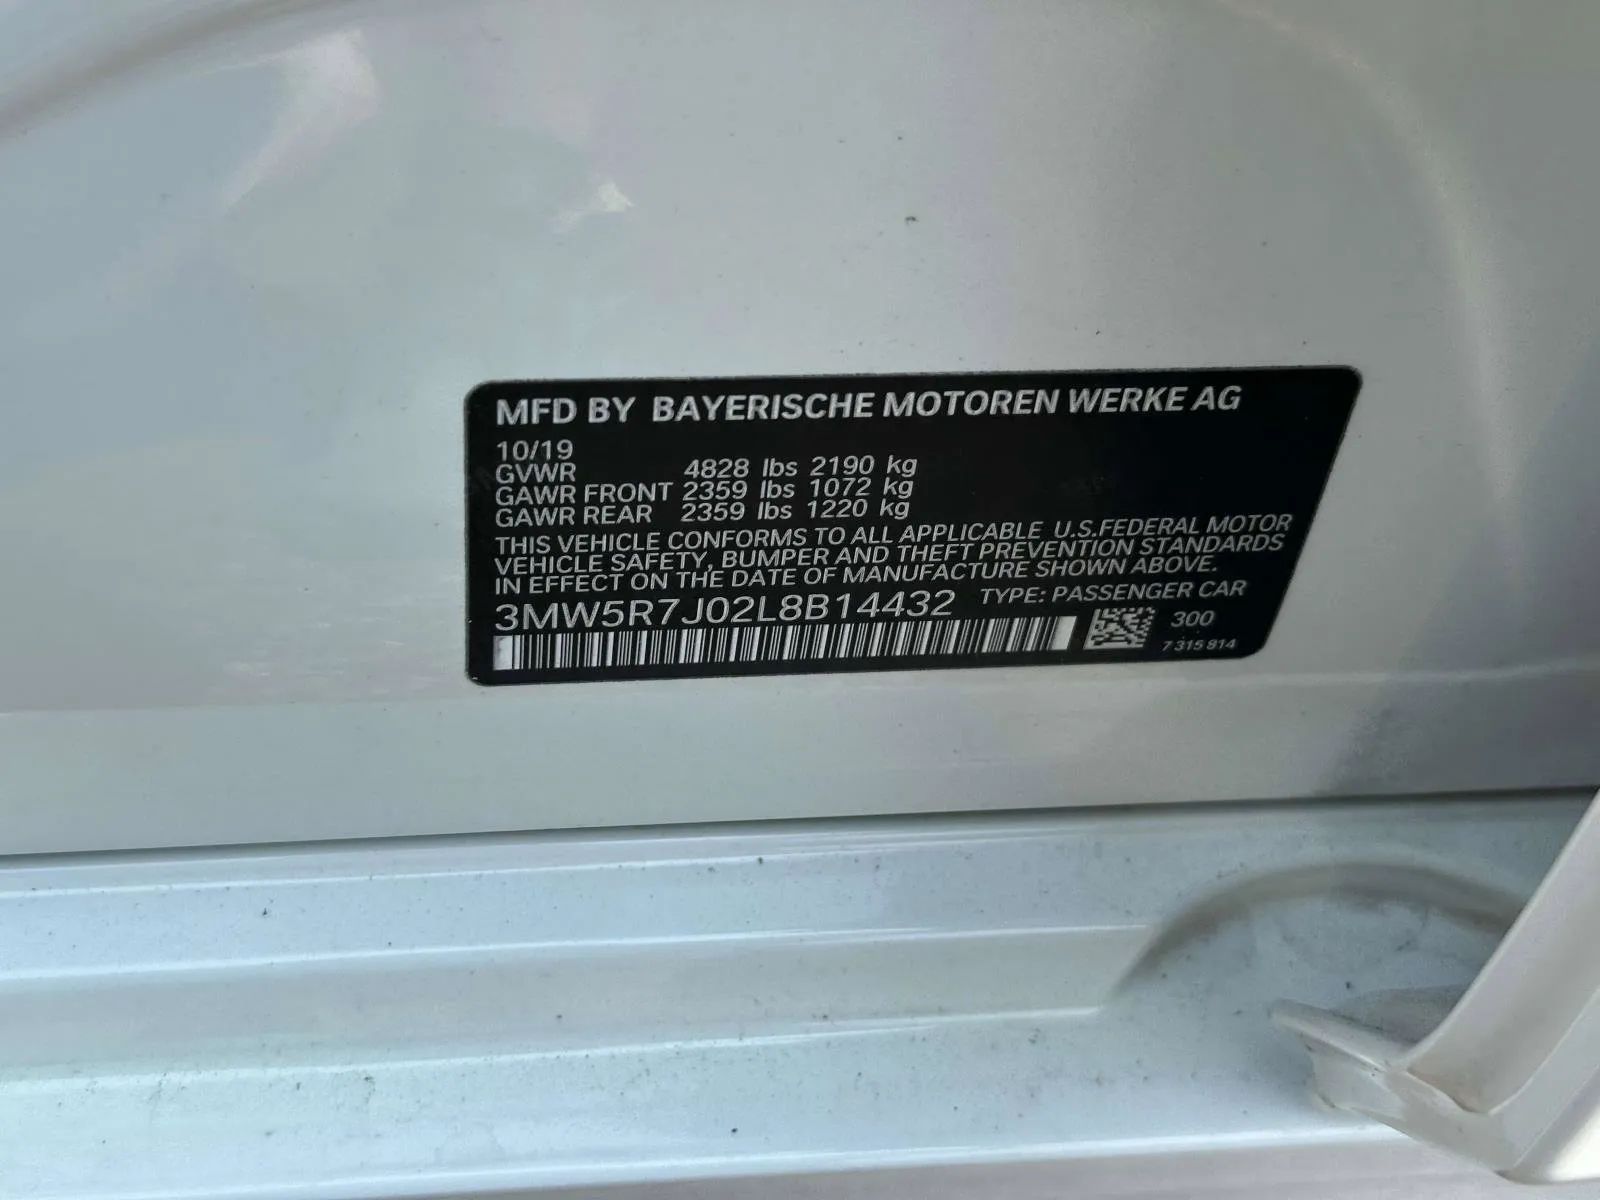 MFD BY BAYERISCHE MOTOREN WERKE AG
10/19
GVWR 4828 lbs 2190 kg
GAWR FRONT 2359 lbs 1072 kg
GAWR REAR 2359 lbs 1220 kg
THIS VEHICLE CONFORMS TO ALL APPLICABLE U.S.FEDERAL MOTOR
VEHICLE SAFETY, BUMPER AND THEFT PREVENTION STANDARDS
IN EFFECT ON THE DATE OF MANUFACTURE SHOWN ABOVE.
3MW5R7J02L8B14432 TYPE: PASSENGER CAR
300
7 315 814